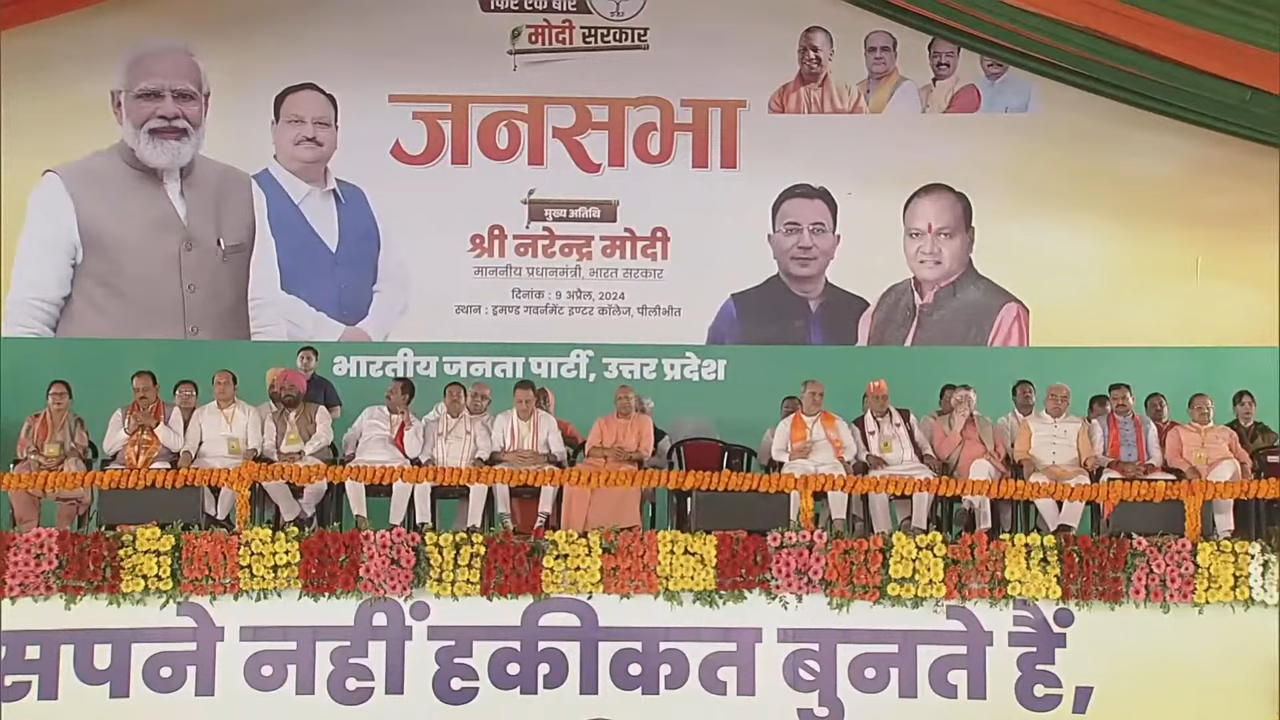 फिर एक बार
मोदी सरकार
जनसभा
मुख्य अतिथि
श्री नरेन्द्र मोदी
माननीय प्रधानमंत्री, भारत सरकार
दिनांक : 9 अप्रैल, 2024
स्थान : ड्रमण्ड गवर्नमेंट इण्टर कॉलेज, पीलीभीत
भारतीय जनता पार्टी, उत्तर प्रदेश
सपने नहीं हकीकत बुनते हैं,